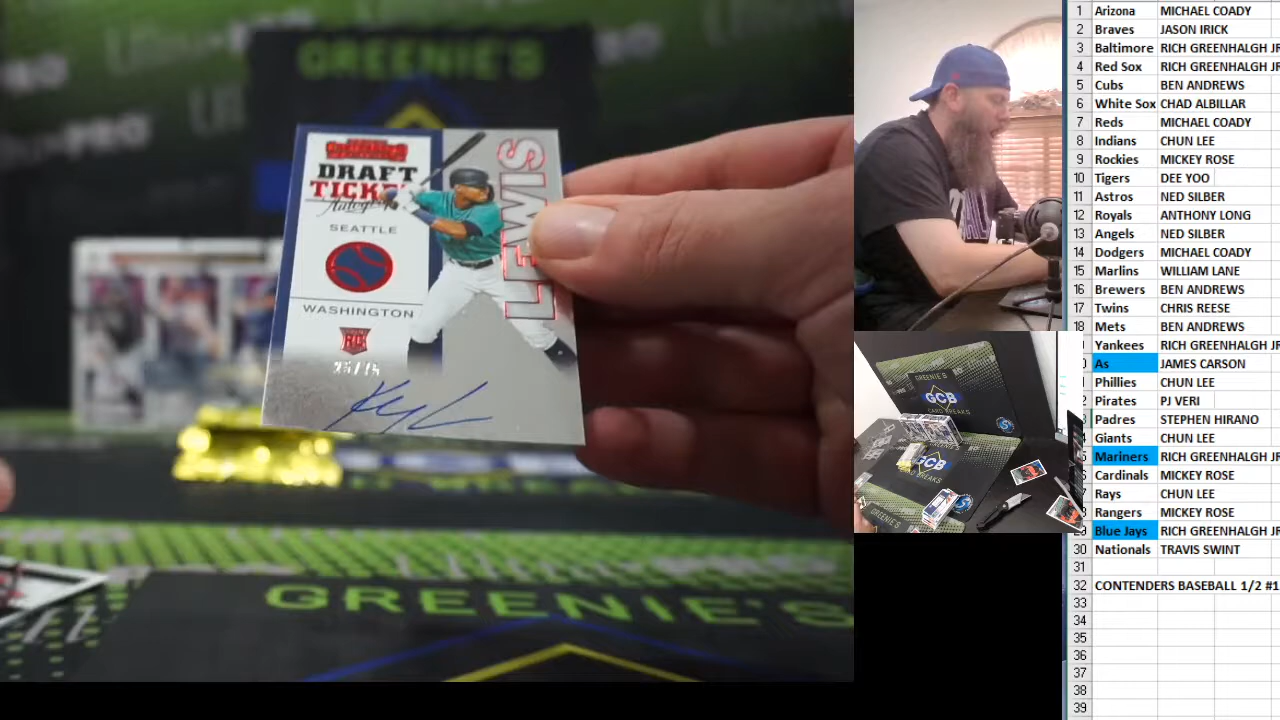 GREENIE'S
DRAFT
TICKET
Autograph
SEATTLE
WASHINGTON
RC
LEWIS
GREENIE'S
GREENIE'S
GCB
CARD BREAKS
GCB
BREAKS
GREENIE'S
1 Arizona MICHAEL COADY
2 Braves JASON IRICK
3 Baltimore RICH GREENHALGH JR
4 Red Sox RICH GREENHALGH JR
5 Cubs BEN ANDREWS
6 White Sox CHAD ALBILLAR
7 Reds MICHAEL COADY
8 Indians CHUN LEE
9 Rockies MICKEY ROSE
10 Tigers DEE YOO
11 Astros NED SILBER
12 Royals ANTHONY LONG
13 Angels NED SILBER
14 Dodgers MICHAEL COADY
15 Marlins WILLIAM LANE
16 Brewers BEN ANDREWS
17 Twins CHRIS REESE
18 Mets BEN ANDREWS
Yankees RICH GREENHALGH JR
As JAMES CARSON
Phillies CHUN LEE
Pirates PJ VERI
Padres STEPHEN HIRANO
Giants CHUN LEE
Mariners RICH GREENHALGH JR
Cardinals MICKEY ROSE
Rays CHUN LEE
Rangers MICKEY ROSE
Blue Jays RICH GREENHALGH JR
30 Nationals TRAVIS SWINT
31
32 CONTENDERS BASEBALL 1/2 #1
33
34
35
36
37
38
39